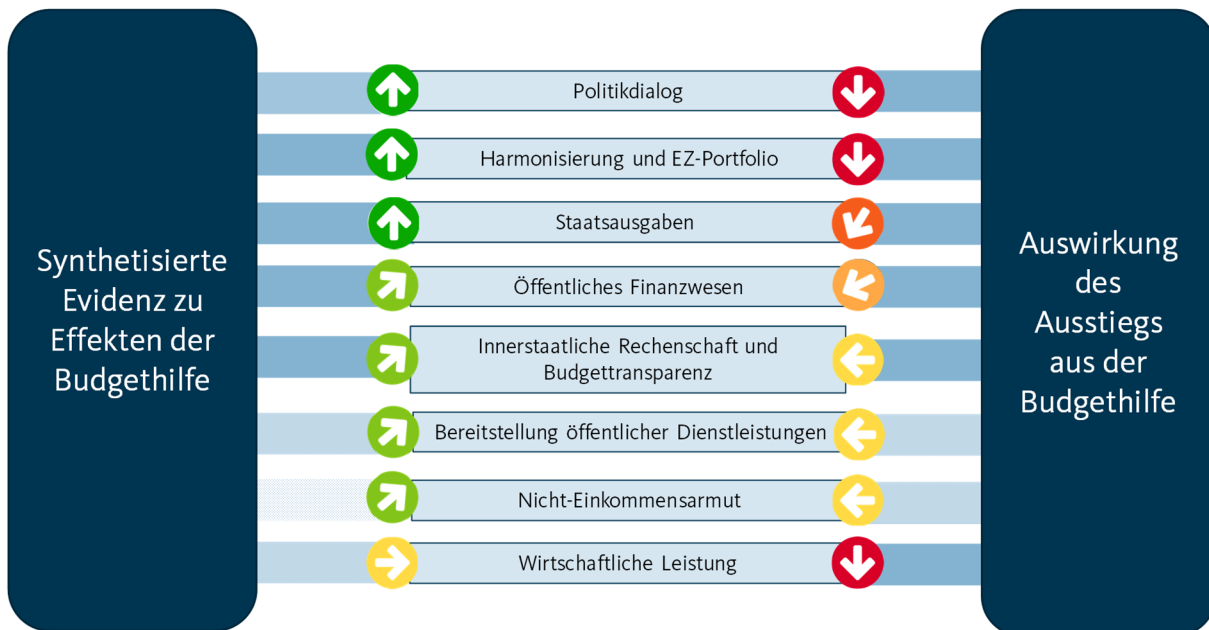 Synthetisierte
Evidenz zu
Effekten der
Budgethilfe
Politikdialog
Harmonisierung und EZ-Portfolio
Staatsausgaben
Öffentliches Finanzwesen
Innerstaatliche Rechenschaft und
Budgettransparenz
Bereitstellung öffentlicher Dienstleistungen
Nicht-Einkommensarmut
Wirtschaftliche Leistung
Auswirkung
des
Ausstiegs
aus der
Budgethilfe